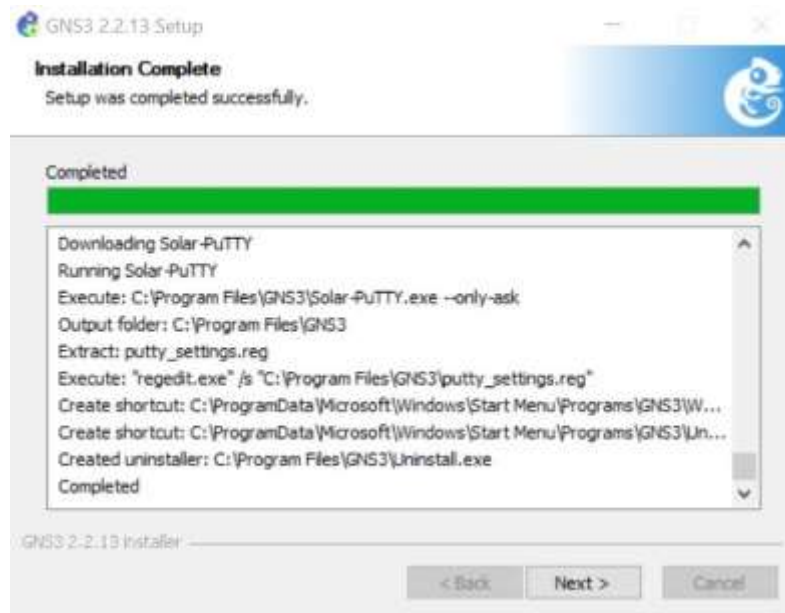 GNS3 2.2.13 Setup
Installation Complete
Setup was completed successfully.
Completed
Downloading Solar-PuTTY
Running Solar-PuTTY
Execute: C:\Program Files\GNS3\Solar-PuTTY.exe --only-ask
Output folder: C:\Program Files\GNS3
Extract: putty_settings.reg
Execute: "regedit.exe" /s "C:\Program Files\GNS3\putty_settings.reg"
Create shortcut: C:\ProgramData\Microsoft\Windows\Start Menu\Programs\GNS3\W...
Create shortcut: C:\ProgramData\Microsoft\Windows\Start Menu\Programs\GNS3\Un...
Created uninstaller: C:\Program Files\GNS3\Uninstall.exe
Completed
GNS3 2.2.13 installer
< Back Next > Cancel